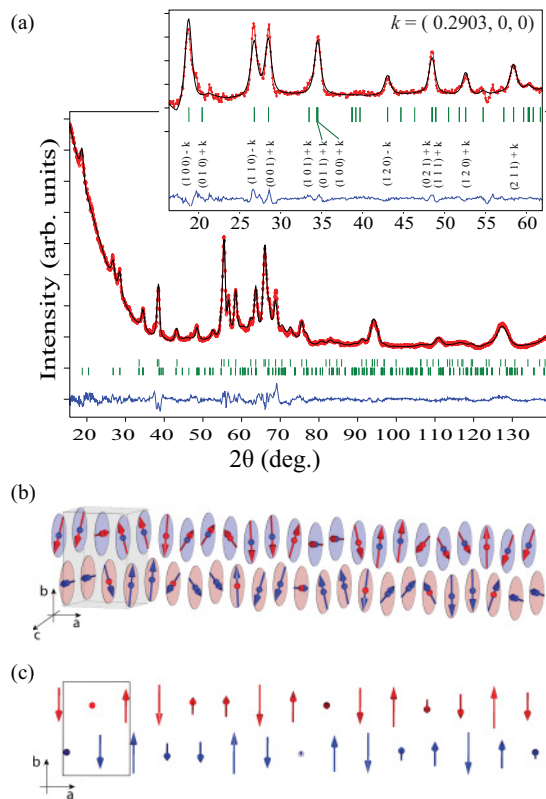 (a)
k = ( 0.2903, 0, 0)
(1 0 0) - k
(0 1 0) + k
(1 1 0) - k
(0 0 1) + k
(1 0 1) + k
(0 1 1) + k
(1 0 0) + k
(1 2 0) - k
(0 2 1) + k
(1 1 1) + k
(1 2 0) + k
(2 1 1) + k
20 25 30 35 40 45 50 55 60
Intensity (arb. units)
20 30 40 50 60 70 80 90 100 110 120 130
2θ (deg.)
(b)
b
a
c
(c)
b
a